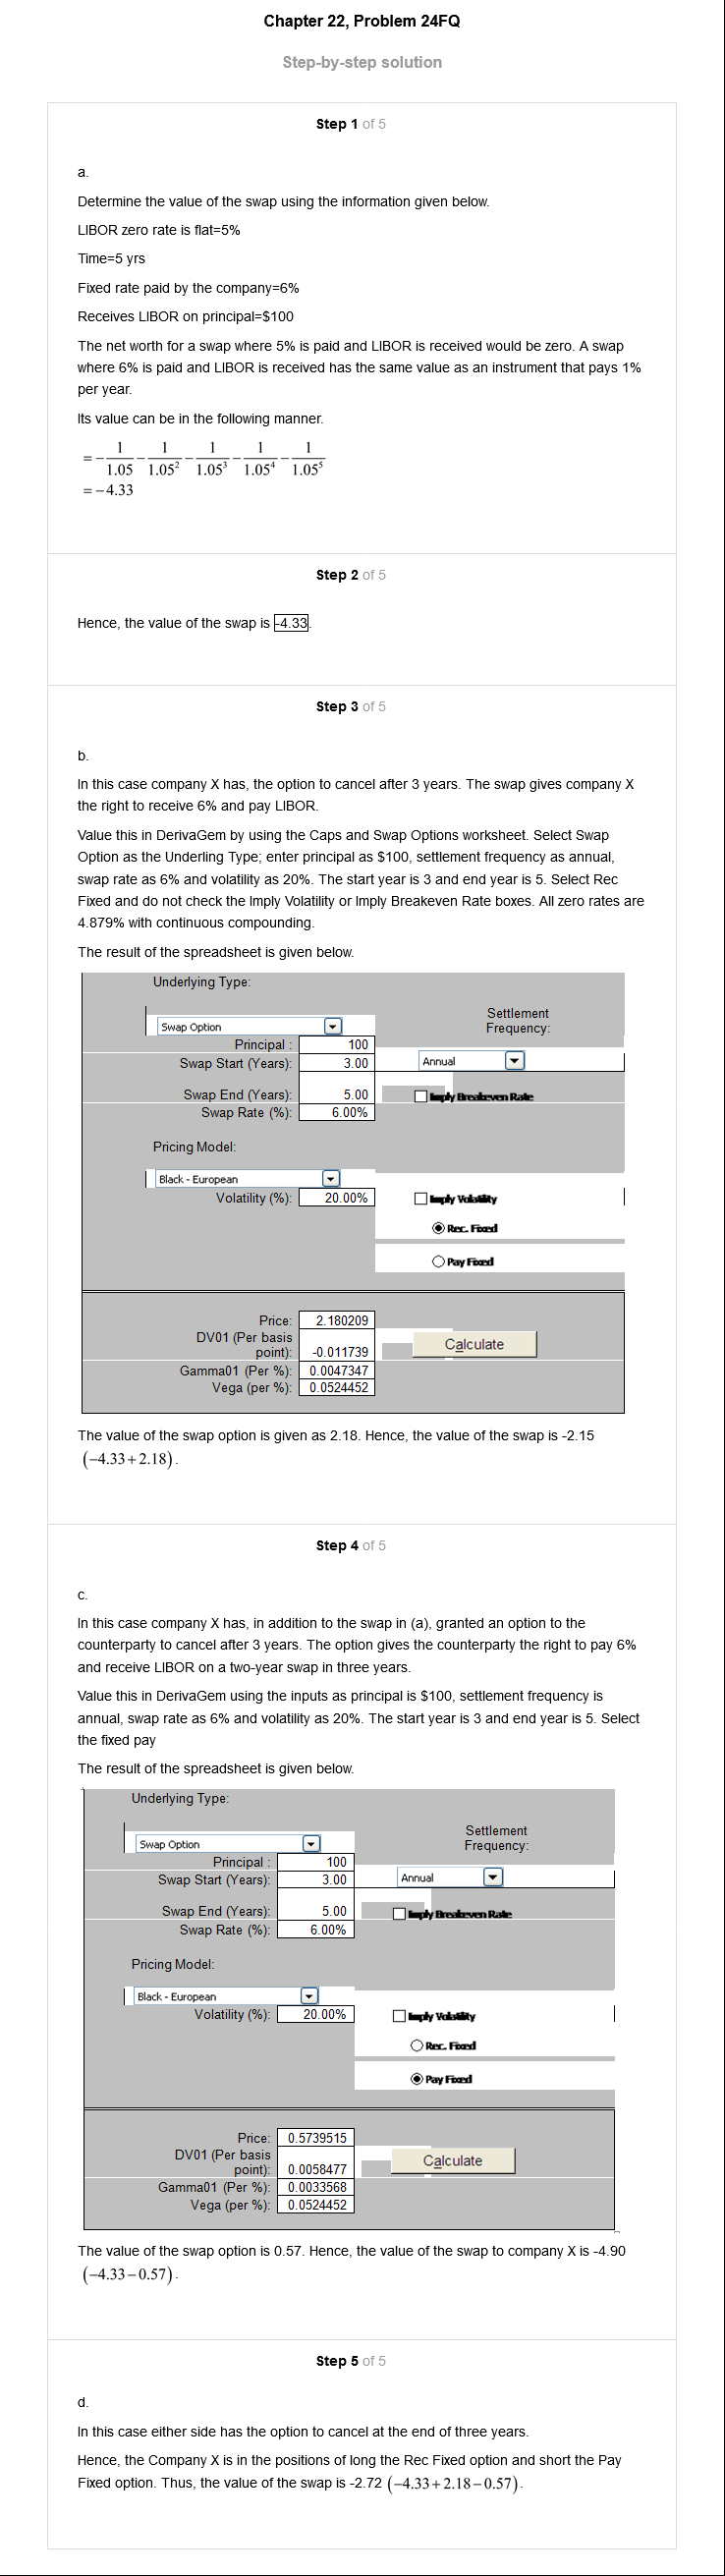 Chapter 22, Problem 24FQ
Step-by-step solution
Step 1 of 5
a.
Determine the value of the swap using the information given below.
LIBOR zero rate is flat=5%
Time=5 yrs
Fixed rate paid by the company=6%
Receives LIBOR on principal=$100
The net worth for a swap where 5% is paid and LIBOR is received would be zero. A swap
where 6% is paid and LIBOR is received has the same value as an instrument that pays 1%
per year.
Its value can be in the following manner.
= −1/1.05 − 1/1.05² − 1/1.05³ − 1/1.05⁴ − 1/1.05⁵
= −4.33
Step 2 of 5
Hence, the value of the swap is -4.33.
Step 3 of 5
b.
In this case company X has, the option to cancel after 3 years. The swap gives company X
the right to receive 6% and pay LIBOR.
Value this in DerivaGem by using the Caps and Swap Options worksheet. Select Swap
Option as the Underling Type; enter principal as $100, settlement frequency as annual,
swap rate as 6% and volatility as 20%. The start year is 3 and end year is 5. Select Rec
Fixed and do not check the Imply Volatility or Imply Breakeven Rate boxes. All zero rates are
4.879% with continuous compounding.
The result of the spreadsheet is given below.
Underlying Type:
Settlement
Frequency:
Swap Option
Principal : 100
Swap Start (Years): 3.00
Annual
Swap End (Years): 5.00
Imply Breakeven Rate
Swap Rate (%): 6.00%
Pricing Model:
Black - European
Volatility (%): 20.00%
Imply Volatility
Rec. Fixed
Pay Fixed
Price: 2.180209
DV01 (Per basis
point): -0.011739
Calculate
Gamma01 (Per %): 0.0047347
Vega (per %): 0.0524452
The value of the swap option is given as 2.18. Hence, the value of the swap is -2.15
(−4.33+2.18).
Step 4 of 5
c.
In this case company X has, in addition to the swap in (a), granted an option to the
counterparty to cancel after 3 years. The option gives the counterparty the right to pay 6%
and receive LIBOR on a two-year swap in three years.
Value this in DerivaGem using the inputs as principal is $100, settlement frequency is
annual, swap rate as 6% and volatility as 20%. The start year is 3 and end year is 5. Select
the fixed pay
The result of the spreadsheet is given below.
Underlying Type:
Settlement
Frequency:
Swap Option
Principal : 100
Swap Start (Years): 3.00
Annual
Swap End (Years): 5.00
Imply Breakeven Rate
Swap Rate (%): 6.00%
Pricing Model:
Black - European
Volatility (%): 20.00%
Imply Volatility
Rec. Fixed
Pay Fixed
Price: 0.5739515
DV01 (Per basis
point): 0.0058477
Calculate
Gamma01 (Per %): 0.0033568
Vega (per %): 0.0524452
The value of the swap option is 0.57. Hence, the value of the swap to company X is -4.90
(−4.33−0.57).
Step 5 of 5
d.
In this case either side has the option to cancel at the end of three years.
Hence, the Company X is in the positions of long the Rec Fixed option and short the Pay
Fixed option. Thus, the value of the swap is -2.72 (−4.33+2.18−0.57).